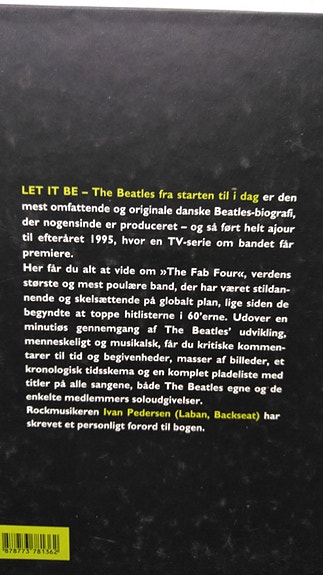 LET IT BE – The Beatles fra starten til i dag er den
mest omfattende og originale danske Beatles-biografi,
der nogensinde er produceret – og så ført helt ajour
til efteråret 1995, hvor en TV-serie om bandet får
premiere.
Her får du alt at vide om »The Fab Four«, verdens
største og mest poulære band, der har været stildan-
nende og skelsættende på globalt plan, lige siden de
begyndte at toppe hitlisterne i 60'erne. Udover en
minutiøs gennemgang af The Beatles' udvikling,
menneskeligt og musikalsk, får du kritiske kommen-
tarer til tid og begivenheder, masser af billeder, et
kronologisk tidsskema og en komplet pladeliste med
titler på alle sangene, både The Beatles egne og de
enkelte medlemmers soloudgivelser.
Rockmusikeren Ivan Pedersen (Laban, Backseat) har
skrevet et personligt forord til bogen.
9 788773 781362